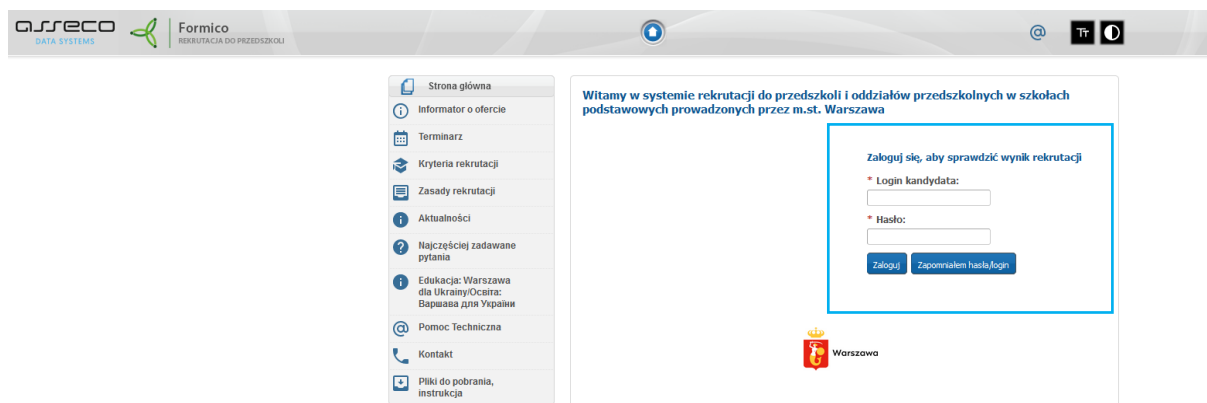 asseco
DATA SYSTEMS
Formico
REKRUTACJA DO PRZEDSZKOLI
@
Tт
Strona główna
Informator o ofercie
Terminarz
Kryteria rekrutacji
Zasady rekrutacji
Aktualności
Najczęściej zadawane
pytania
Edukacja: Warszawa
dla Ukrainy/Освіта:
Варшава для України
Pomoc Techniczna
Kontakt
Pliki do pobrania,
instrukcja
Witamy w systemie rekrutacji do przedszkoli i oddziałów przedszkolnych w szkołach
podstawowych prowadzonych przez m.st. Warszawa
Zaloguj się, aby sprawdzić wynik rekrutacji
* Login kandydata:
* Hasło:
Zaloguj
Zapomniałem hasła/login
Warszawa